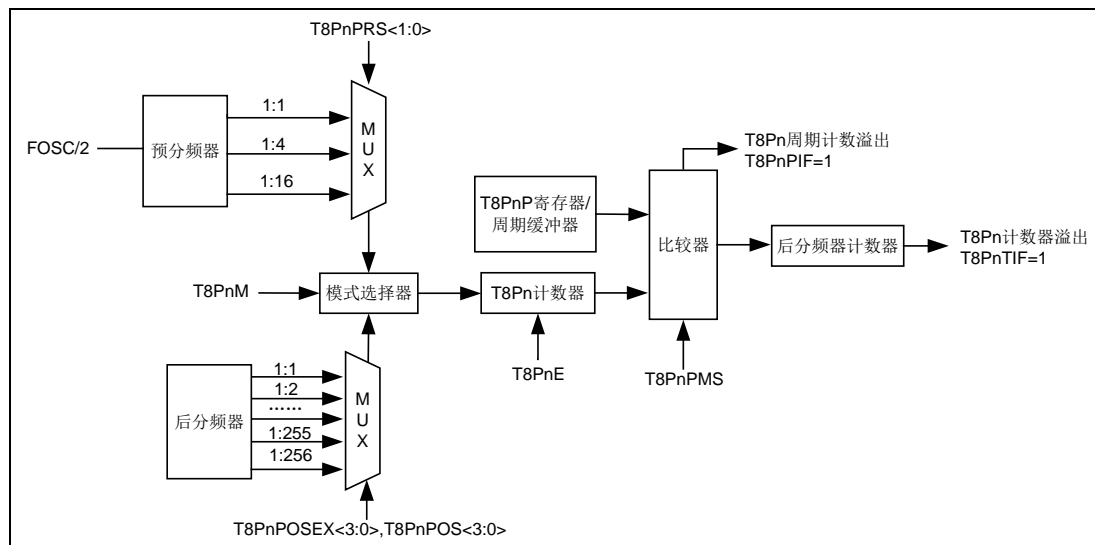 T8PnPRS<1:0>
FOSC/2
预分频器
1:1
1:4
1:16
MUX
T8PnP寄存器/
周期缓冲器
比较器
T8Pn周期计数溢出
T8PnPIF=1
后分频器计数器
T8Pn计数器溢出
T8PnTIF=1
T8PnM
模式选择器
T8Pn计数器
T8PnE
T8PnPMS
后分频器
1:1
1:2
……
1:255
1:256
MUX
T8PnPOSEX<3:0>,T8PnPOS<3:0>